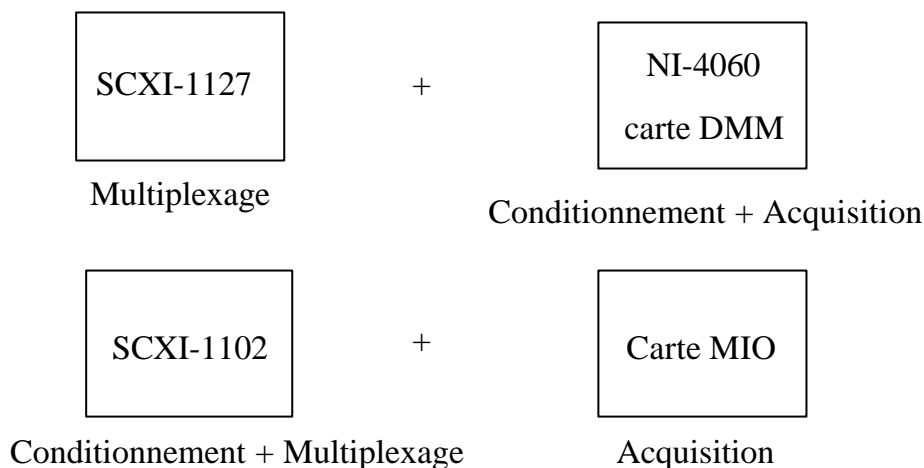 SCXI-1127
+
NI-4060
carte DMM
Multiplexage
Conditionnement + Acquisition
SCXI-1102
+
Carte MIO
Conditionnement + Multiplexage
Acquisition